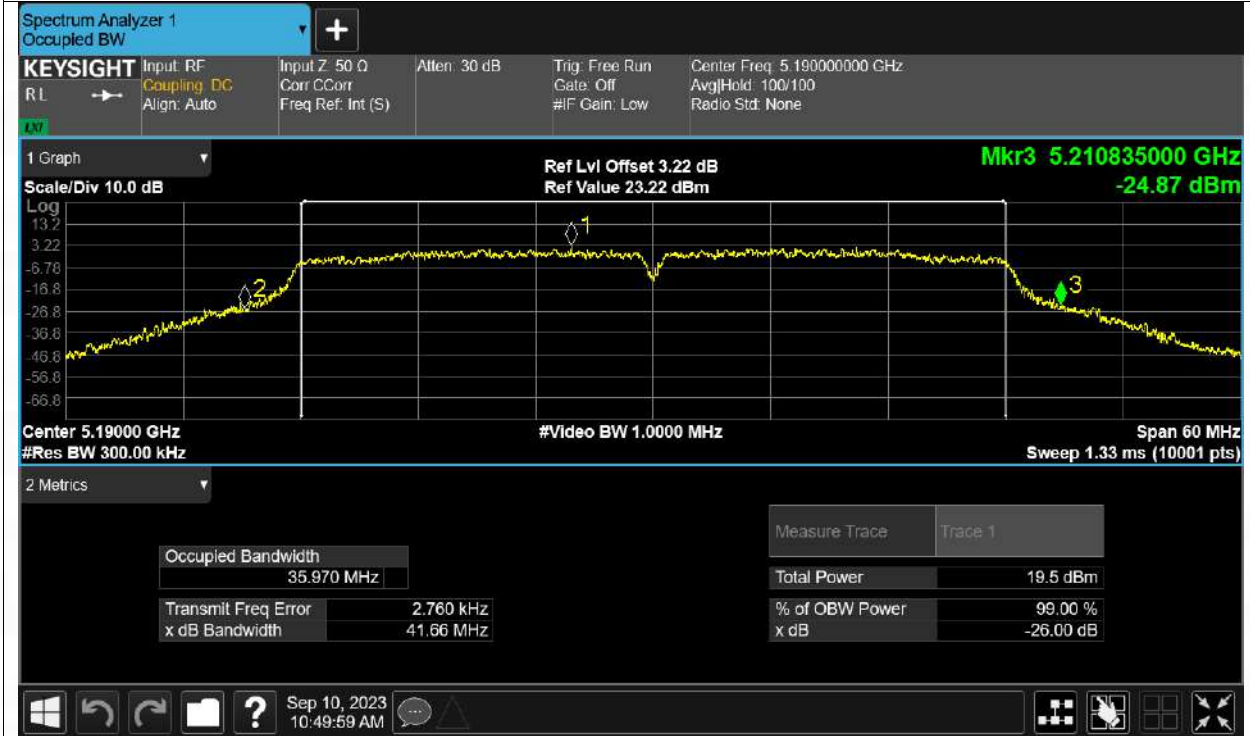 Spectrum Analyzer 1
Occupied BW
+
KEYSIGHT
Input: RF
Input Z: 50 Ω
Atten: 30 dB
Trig: Free Run
Center Freq: 5.190000000 GHz
RL
Coupling: DC
Corr CCorr
Gate: Off
Avg|Hold: 100/100
Align: Auto
Freq Ref: Int (S)
#IF Gain: Low
Radio Std: None
LXI
1 Graph
Ref Lvl Offset 3.22 dB
Mkr3 5.210835000 GHz
Scale/Div 10.0 dB
Ref Value 23.22 dBm
-24.87 dBm
Log
13.2
3.22
-6.78
-16.8
-26.8
-36.8
-46.8
-56.8
-66.8
1
2
3
Center 5.19000 GHz
#Video BW 1.0000 MHz
Span 60 MHz
#Res BW 300.00 kHz
Sweep 1.33 ms (10001 pts)
2 Metrics
Measure Trace
Trace 1
Occupied Bandwidth
35.970 MHz
Total Power
19.5 dBm
Transmit Freq Error
2.760 kHz
% of OBW Power
99.00 %
x dB Bandwidth
41.66 MHz
x dB
-26.00 dB
?
Sep 10, 2023
10:49:59 AM